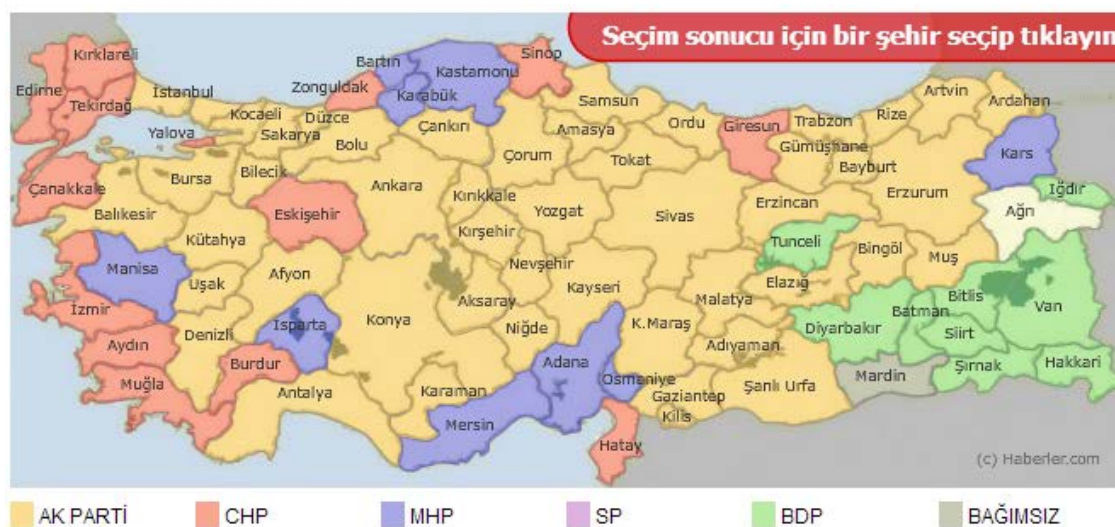 Seçim sonucu için bir şehir seçip tıklayın
Kırklareli
Edirne
Tekirdağ
İstanbul
Kocaeli
Yalova
Sakarya
Düzce
Zonguldak
Bartın
Karabük
Kastamonu
Sinop
Samsun
Ordu
Giresun
Trabzon
Rize
Artvin
Ardahan
Çanakkale
Bursa
Bilecik
Bolu
Çankırı
Amasya
Çorum
Tokat
Gümüşhane
Bayburt
Erzurum
Kars
Iğdır
Ağrı
Balıkesir
Kütahya
Eskişehir
Ankara
Kırıkkale
Yozgat
Kırşehir
Sivas
Erzincan
Tunceli
Bingöl
Muş
Manisa
Uşak
Afyon
Nevşehir
Kayseri
Aksaray
Malatya
Elazığ
Bitlis
Van
İzmir
Aydın
Denizli
Isparta
Konya
Niğde
K.Maraş
Adıyaman
Diyarbakır
Batman
Siirt
Hakkari
Muğla
Burdur
Antalya
Karaman
Mersin
Adana
Osmaniye
Gaziantep
Kilis
Şanlı Urfa
Mardin
Şırnak
Hatay
(c) Haberler.com
AK PARTİ CHP MHP SP BDP BAĞIMSIZ